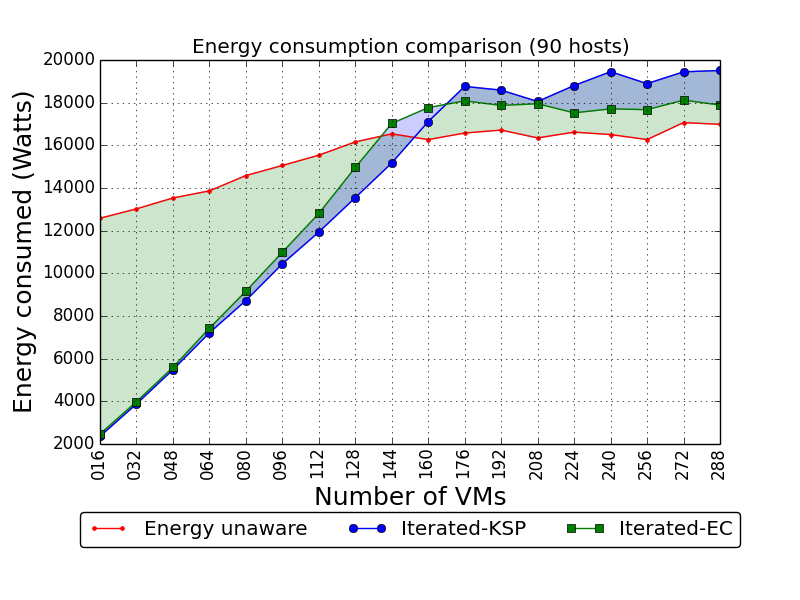 Energy consumption comparison (90 hosts)
Energy consumed (Watts)
20000
18000
16000
14000
12000
10000
8000
6000
4000
2000
016 032 048 064 080 096 112 128 144 160 176 192 208 224 240 256 272 288
Number of VMs
Energy unaware Iterated-KSP Iterated-EC